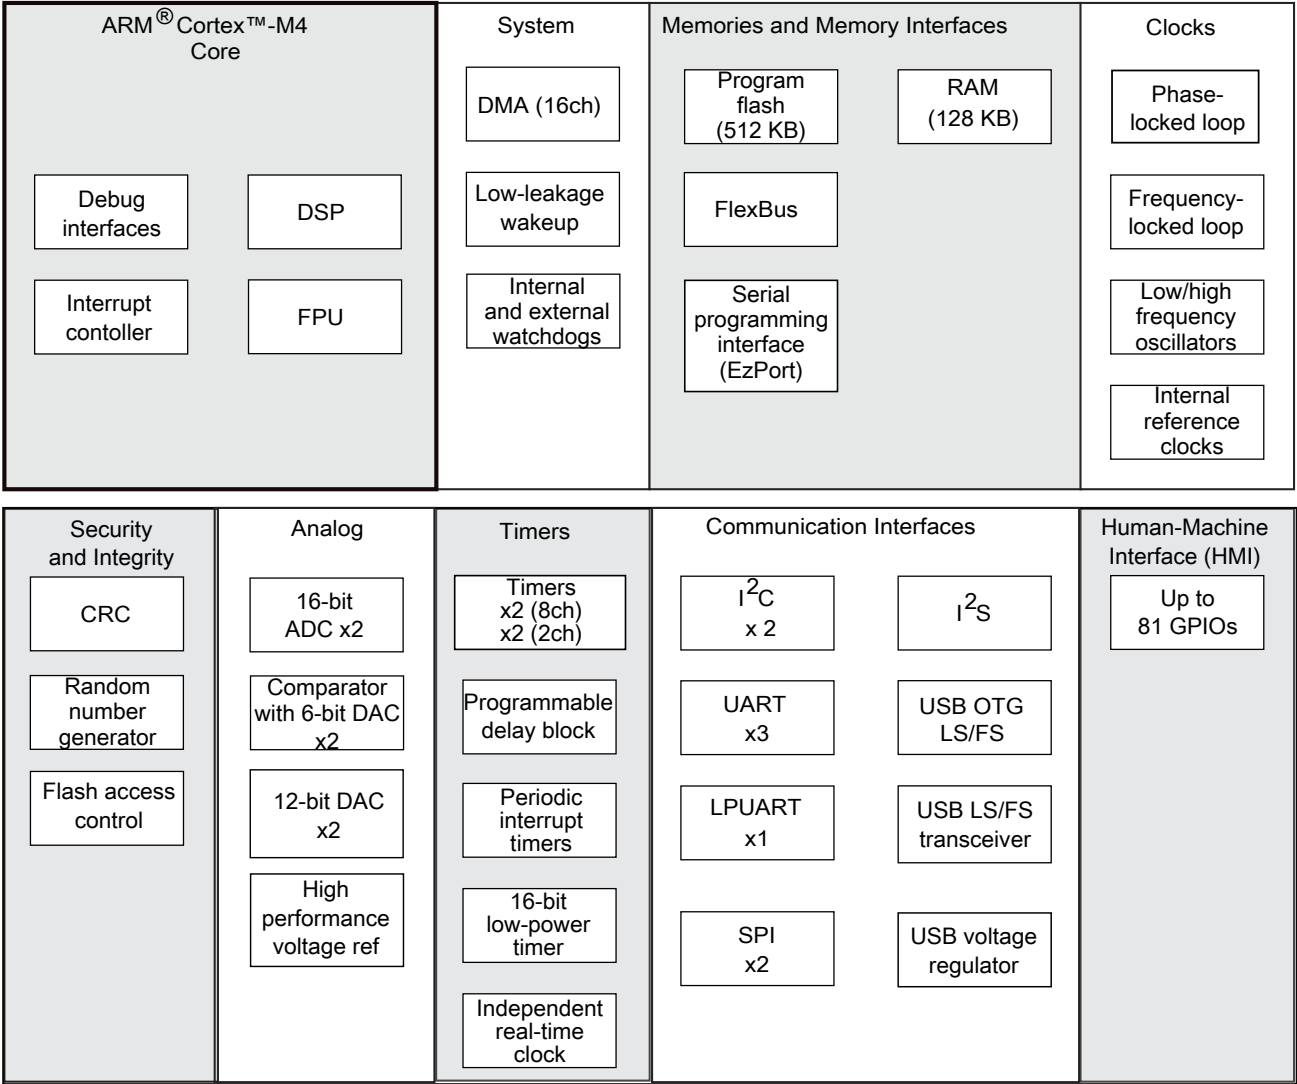 ARM®Cortex™-M4
Core
Debug
interfaces
DSP
Interrupt
contoller
FPU
System
DMA (16ch)
Low-leakage
wakeup
Internal
and external
watchdogs
Memories and Memory Interfaces
Program
flash
(512 KB)
RAM
(128 KB)
FlexBus
Serial
programming
interface
(EzPort)
Clocks
Phase-
locked loop
Frequency-
locked loop
Low/high
frequency
oscillators
Internal
reference
clocks
Security
and Integrity
CRC
Random
number
generator
Flash access
control
Analog
16-bit
ADC x2
Comparator
with 6-bit DAC
x2
12-bit DAC
x2
High
performance
voltage ref
Timers
Timers
x2 (8ch)
x2 (2ch)
Programmable
delay block
Periodic
interrupt
timers
16-bit
low-power
timer
Independent
real-time
clock
Communication Interfaces
I²C
x 2
I²S
UART
x3
USB OTG
LS/FS
LPUART
x1
USB LS/FS
transceiver
SPI
x2
USB voltage
regulator
Human-Machine
Interface (HMI)
Up to
81 GPIOs